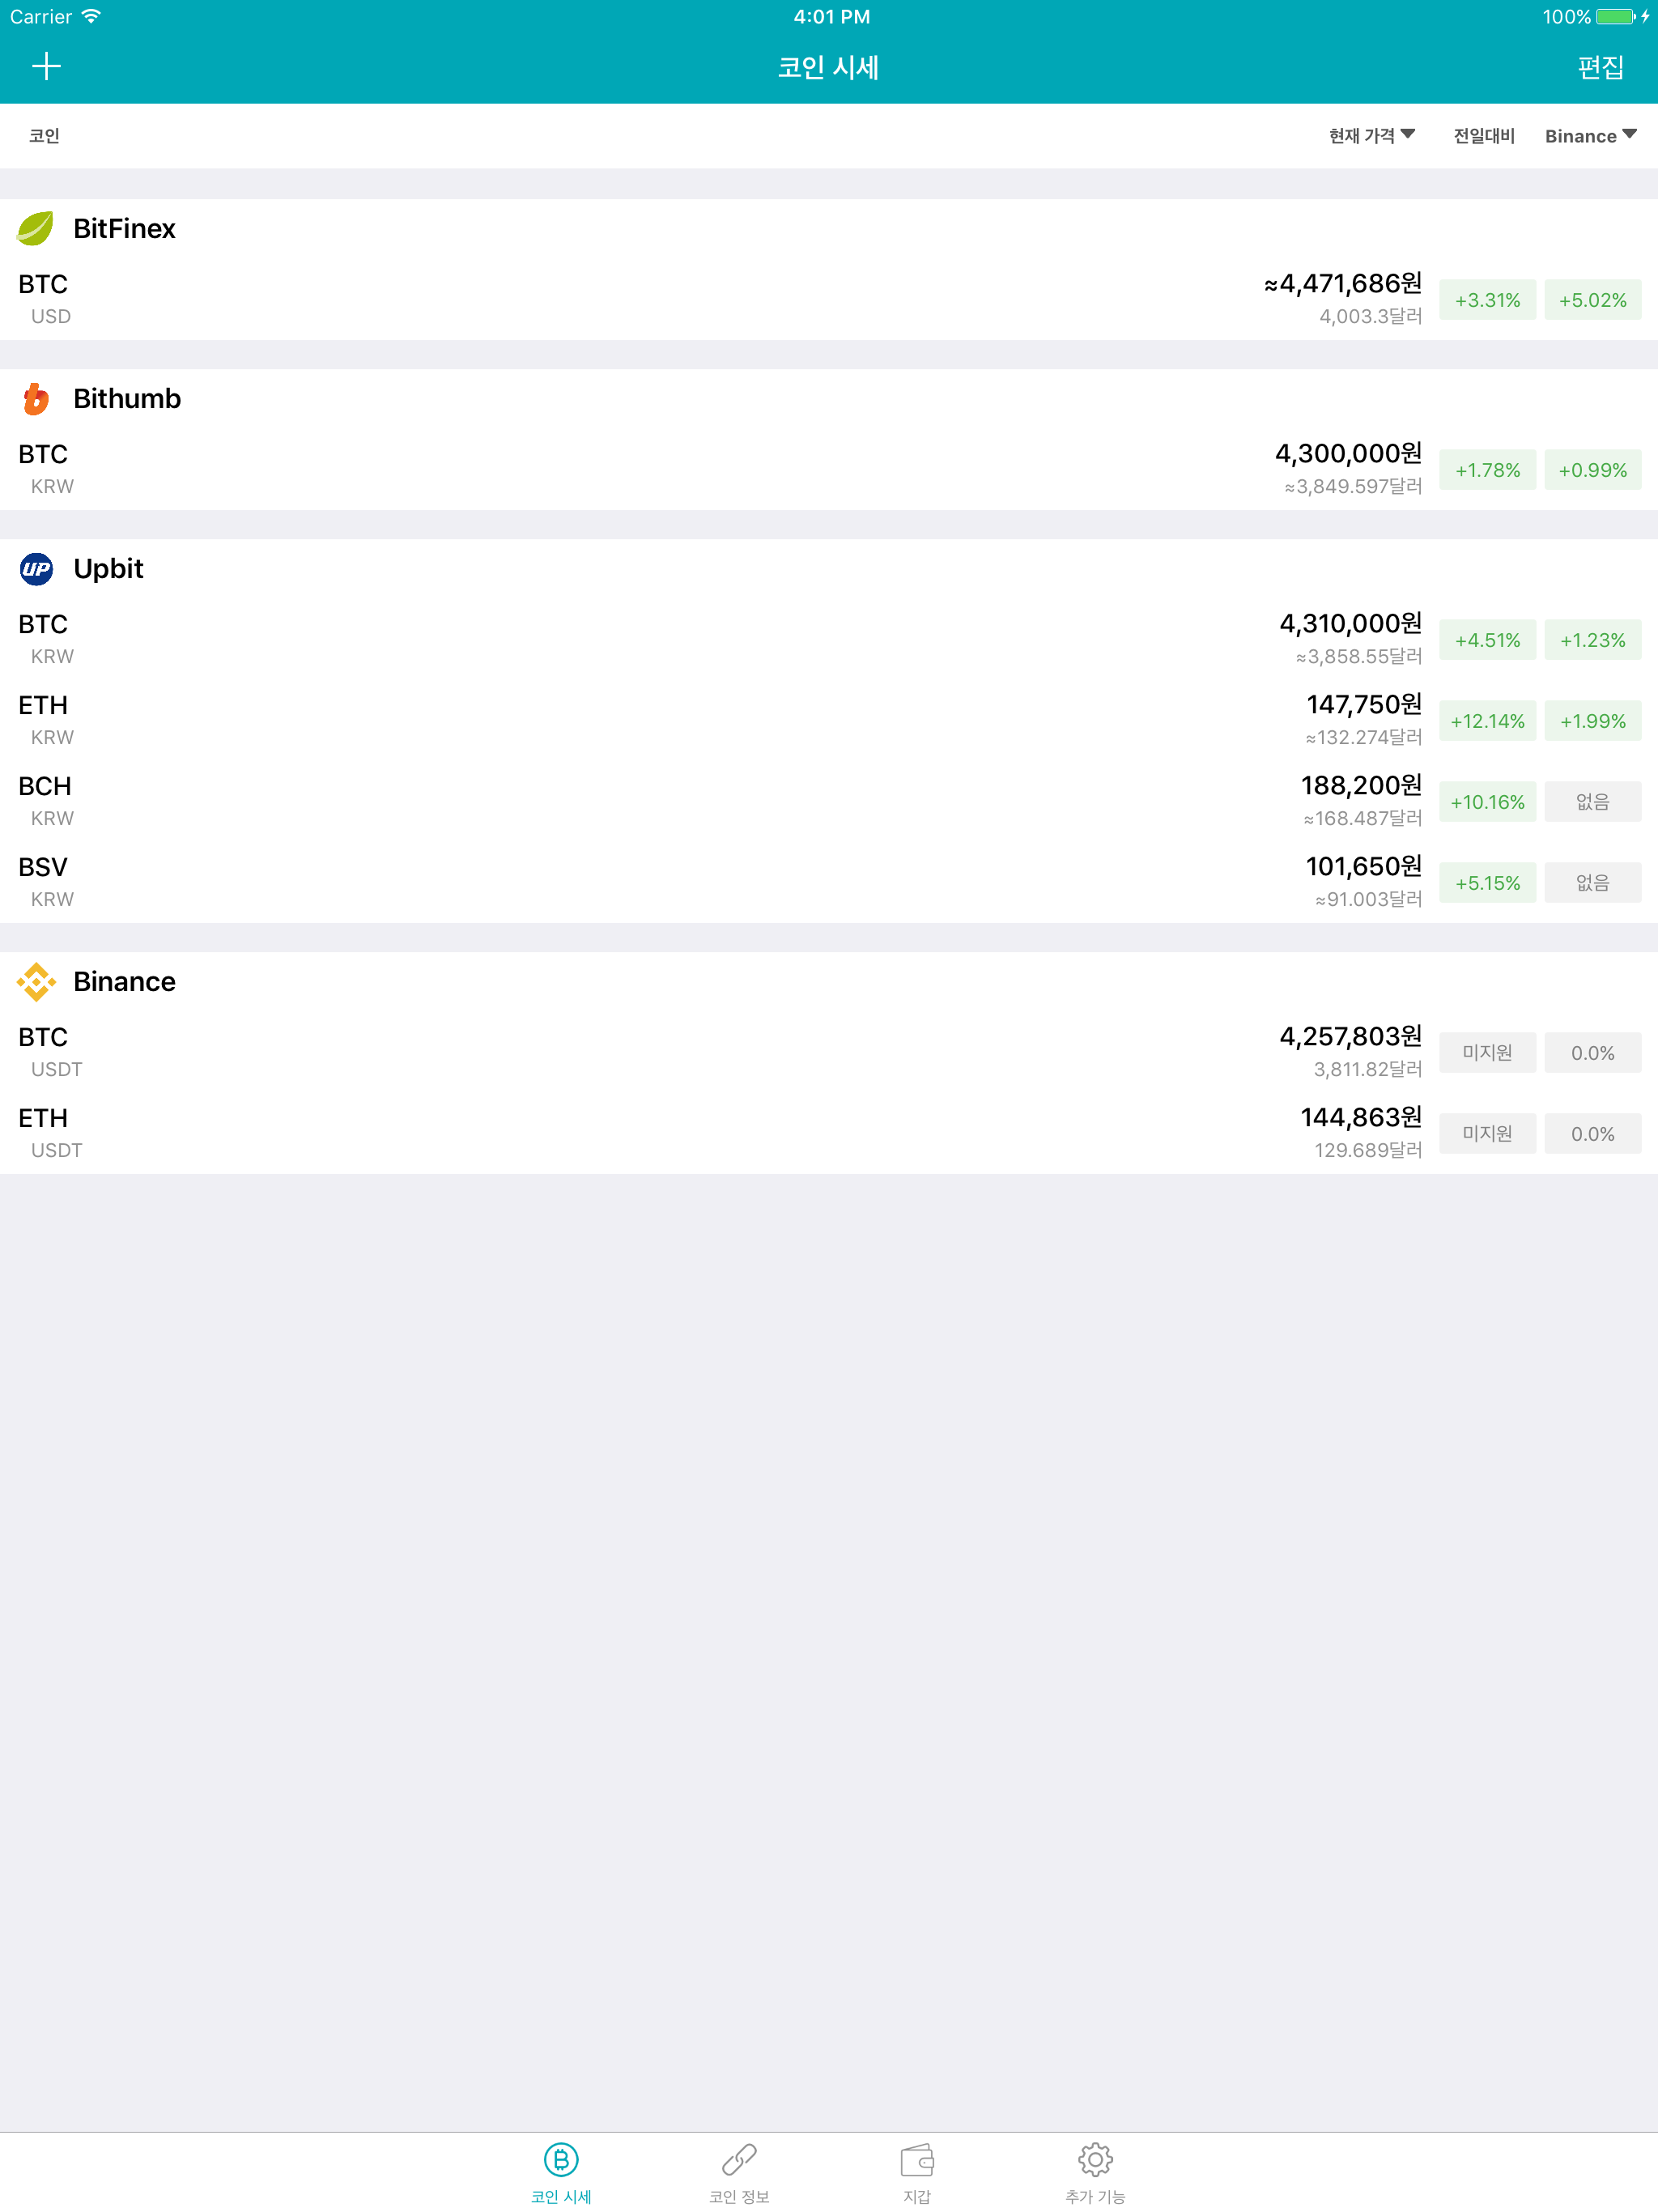 Carrier 4:01 PM 100%
코인 시세 편집
코인 현재 가격 전일대비 Binance
BitFinex
BTC ≈4,471,686원 +3.31% +5.02%
USD 4,003.3달러
Bithumb
BTC 4,300,000원 +1.78% +0.99%
KRW ≈3,849.597달러
UP Upbit
BTC 4,310,000원 +4.51% +1.23%
KRW ≈3,858.55달러
ETH 147,750원 +12.14% +1.99%
KRW ≈132.274달러
BCH 188,200원 +10.16% 없음
KRW ≈168.487달러
BSV 101,650원 +5.15% 없음
KRW ≈91.003달러
Binance
BTC 4,257,803원 미지원 0.0%
USDT 3,811.82달러
ETH 144,863원 미지원 0.0%
USDT 129.689달러
코인 시세 코인 정보 지갑 추가 기능